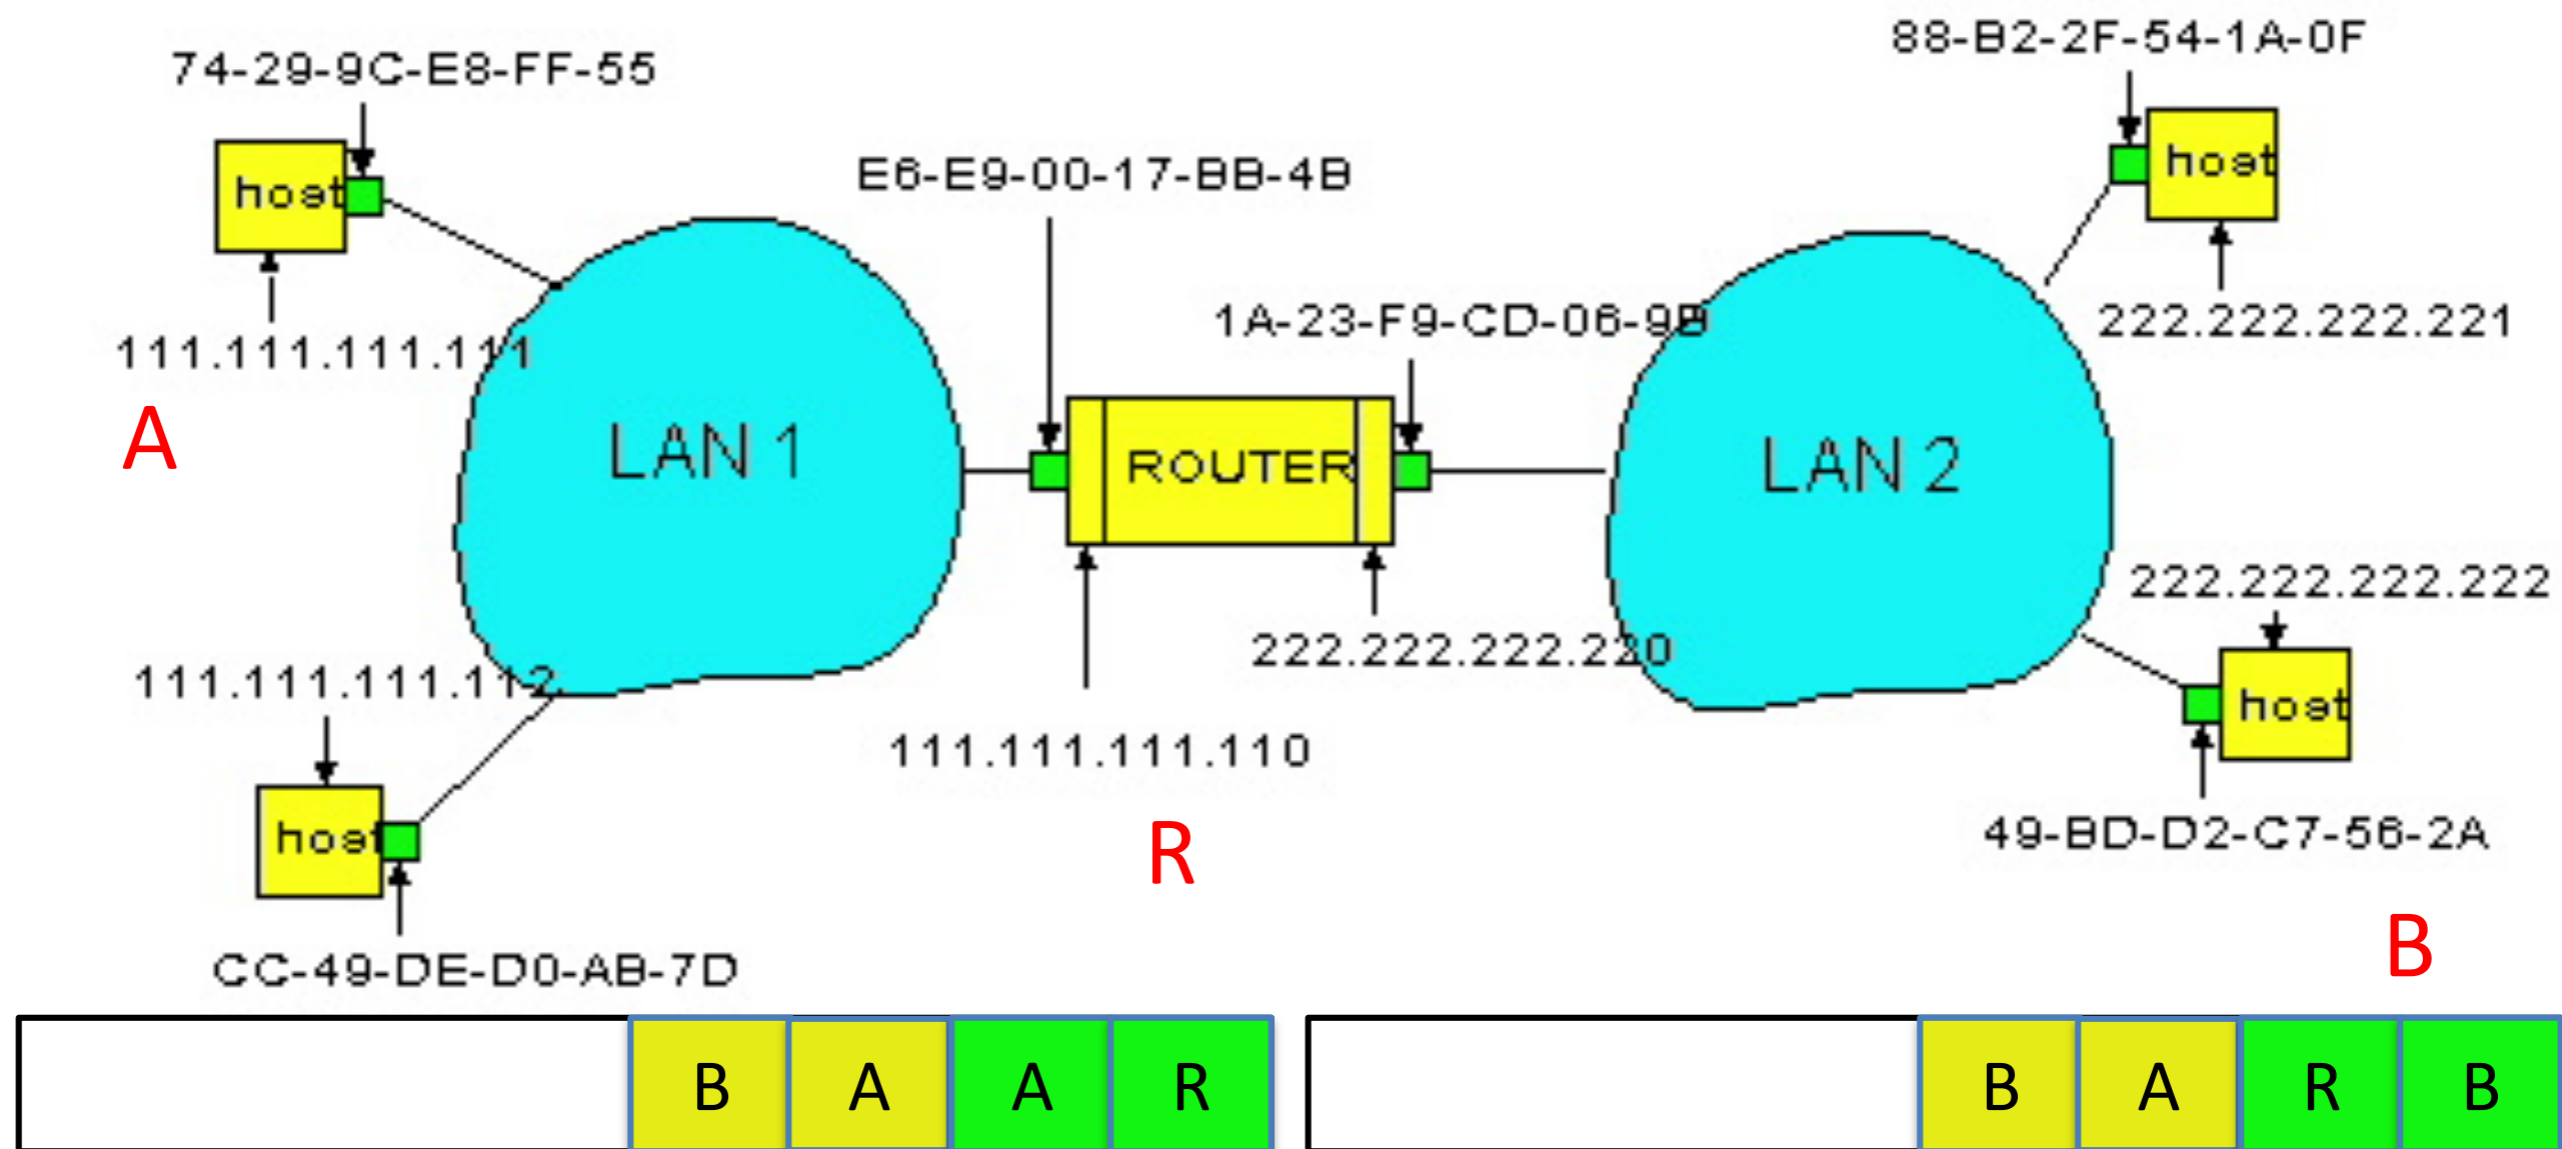 88-B2-2F-54-1A-0F
74-29-9C-E8-FF-55
host
E6-E9-00-17-BB-4B
host
1A-23-F9-CD-06-9B
222.222.222.221
111.111.111.111
A
LAN 1
ROUTER
LAN 2
222.222.222.222
222.222.222.220
111.111.111.112
host
111.111.111.110
host
49-BD-D2-C7-56-2A
R
B
CC-49-DE-D0-AB-7D
B A A R
B A R B